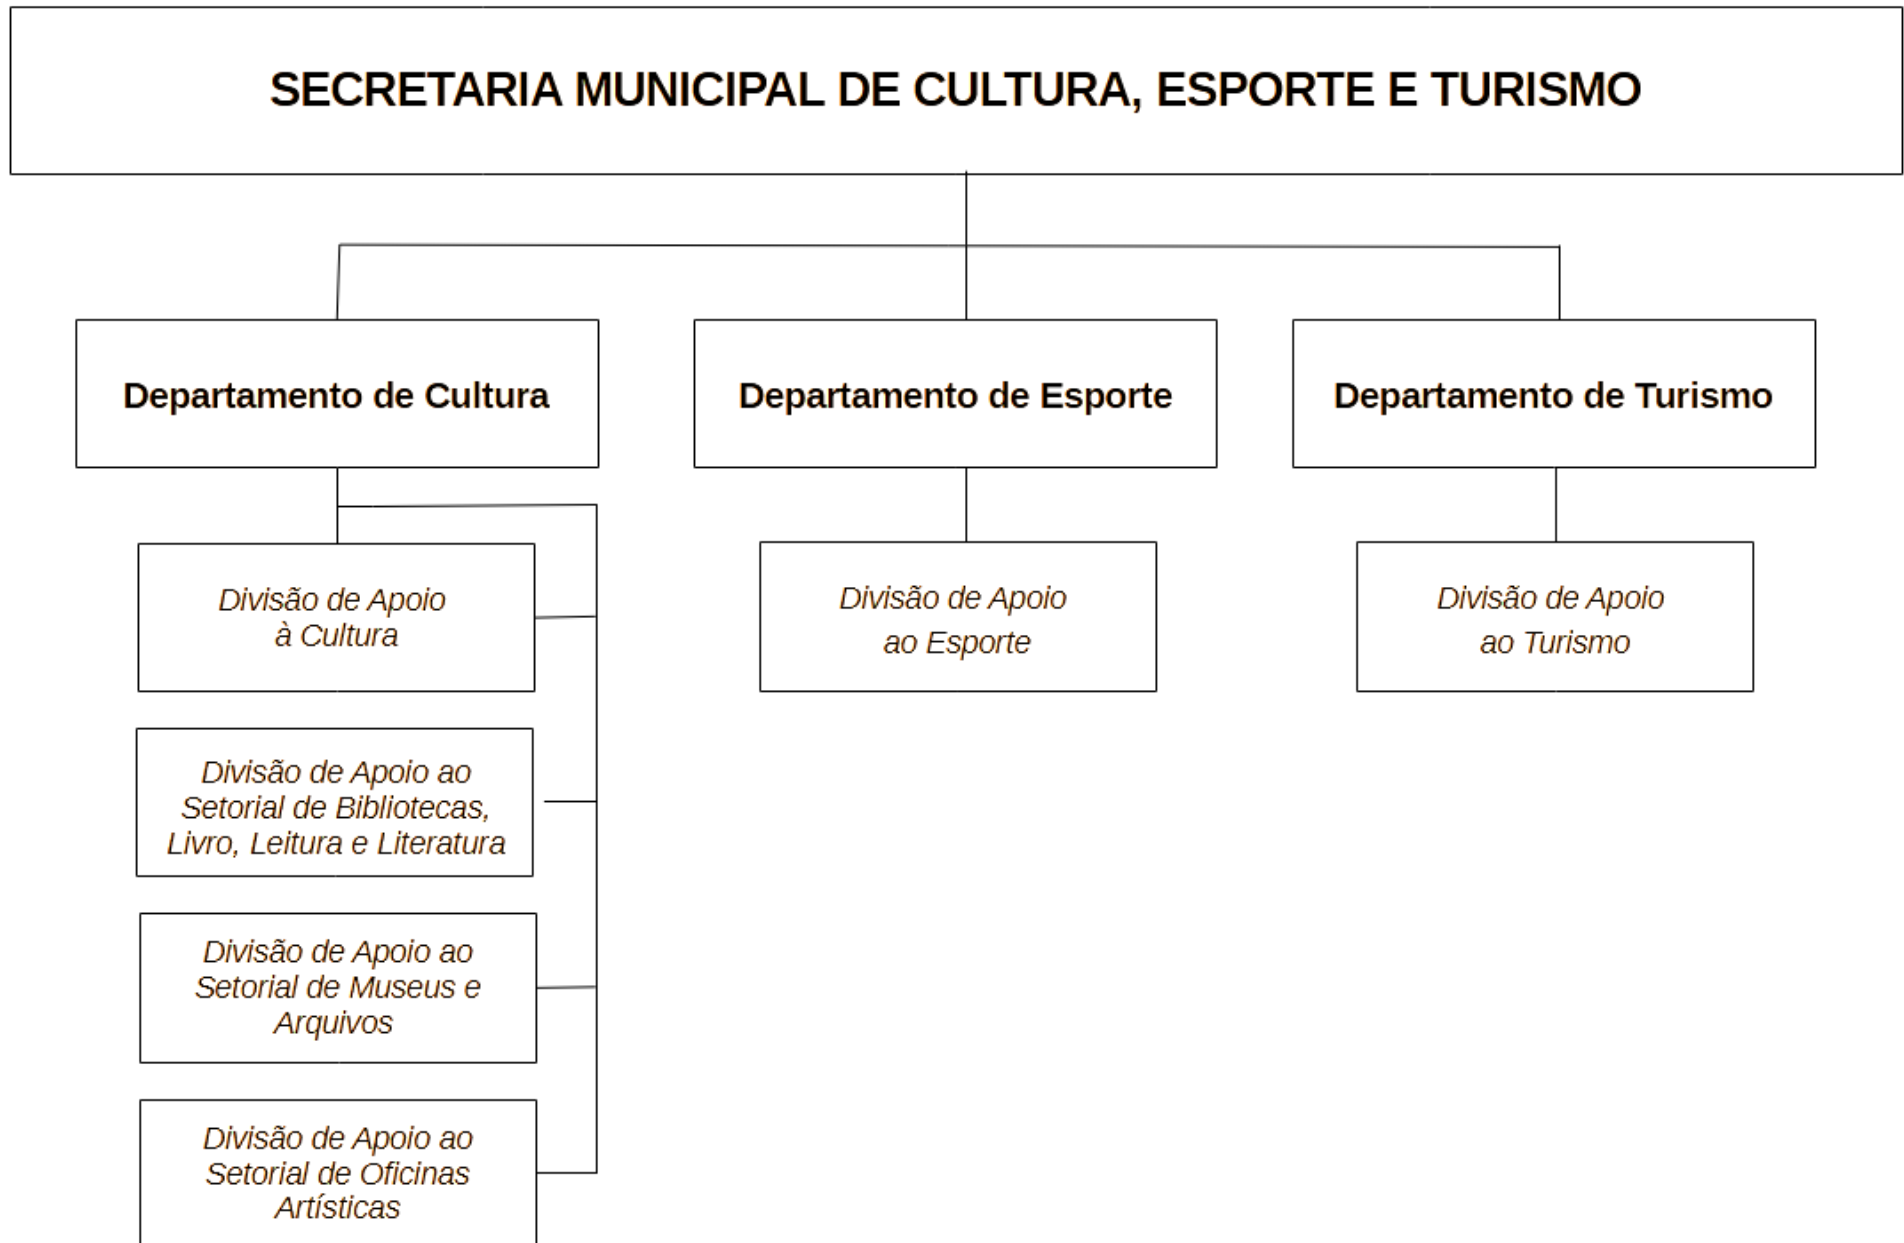 SECRETARIA MUNICIPAL DE CULTURA, ESPORTE E TURISMO
Departamento de Cultura
Departamento de Esporte
Departamento de Turismo
Divisão de Apoio
à Cultura
Divisão de Apoio
ao Esporte
Divisão de Apoio
ao Turismo
Divisão de Apoio ao
Setorial de Bibliotecas,
Livro, Leitura e Literatura
Divisão de Apoio ao
Setorial de Museus e
Arquivos
Divisão de Apoio ao
Setorial de Oficinas
Artísticas